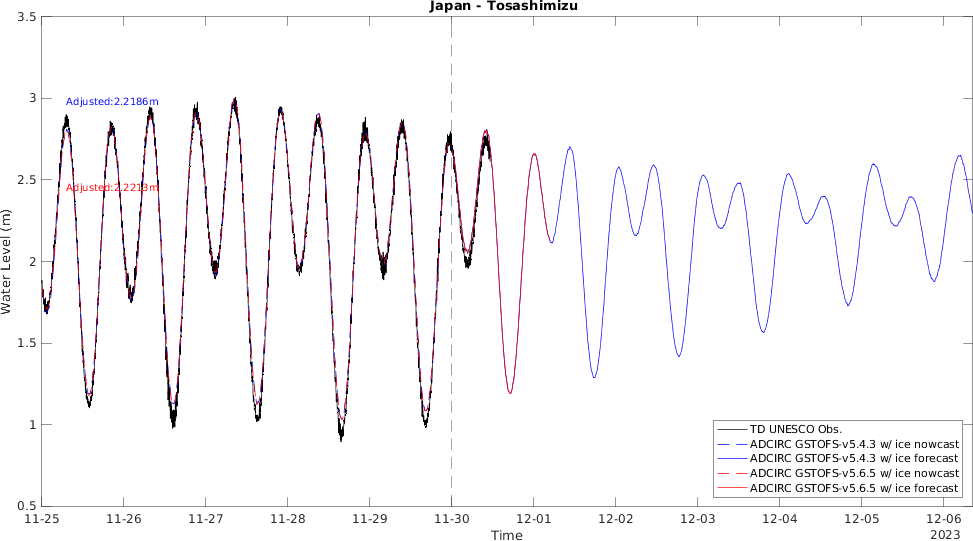 Japan - Tosashimizu
3.5
3
2.5
2
1.5
1
0.5
Water Level (m)
Adjusted:2.2186m
Adjusted:2.2213m
TD UNESCO Obs.
ADCIRC GSTOFS-v5.4.3 w/ ice nowcast
ADCIRC GSTOFS-v5.4.3 w/ ice forecast
ADCIRC GSTOFS-v5.6.5 w/ ice nowcast
ADCIRC GSTOFS-v5.6.5 w/ ice forecast
11-25 11-26 11-27 11-28 11-29 11-30 12-01 12-02 12-03 12-04 12-05 12-06
Time
2023